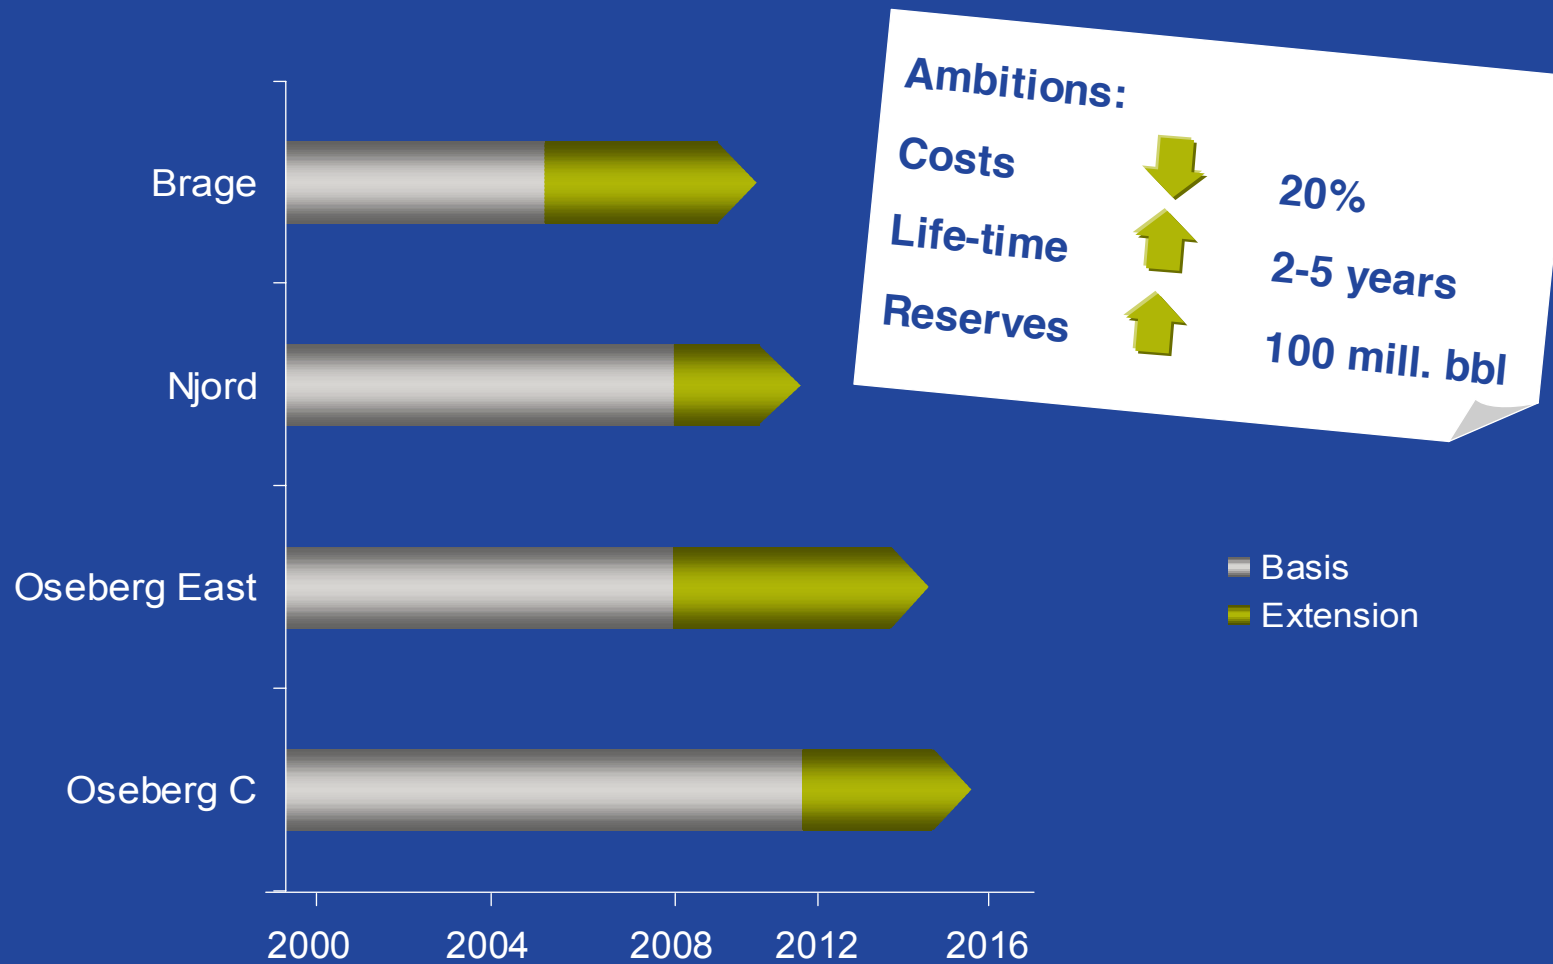 Ambitions:
Costs 20%
Life-time 2-5 years
Reserves 100 mill. bbl
Brage
Njord
Oseberg East
Oseberg C
Basis
Extension
2000 2004 2008 2012 2016